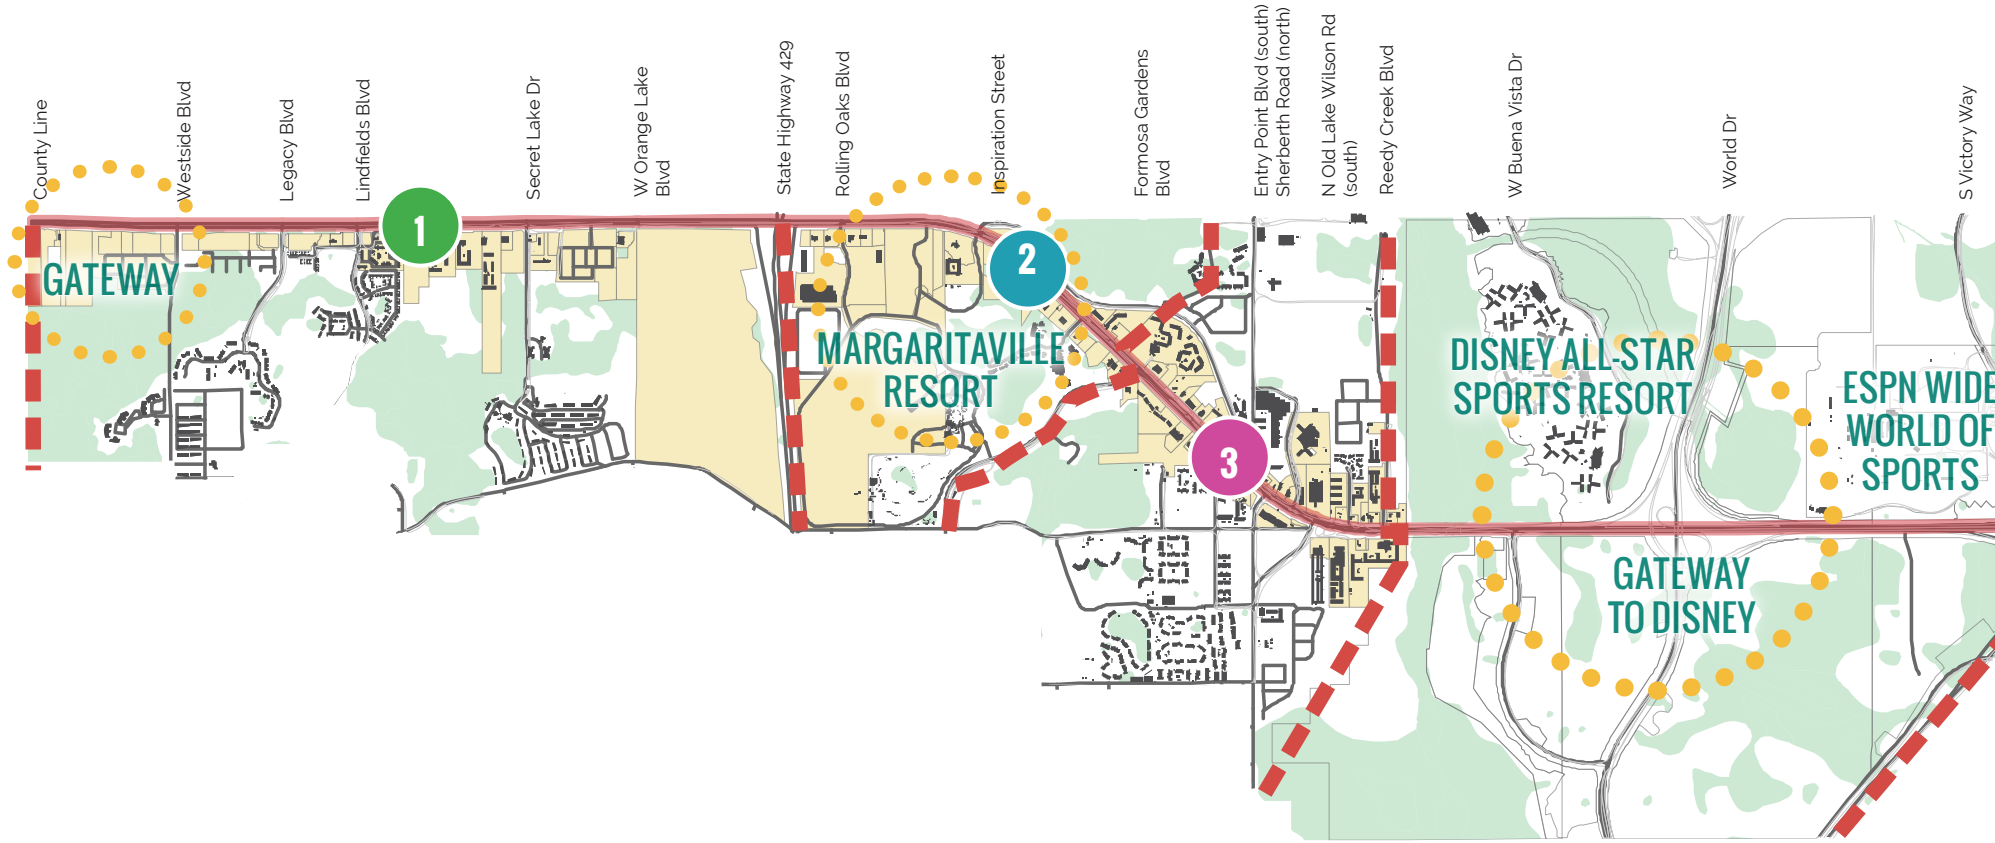 County Line
Westside Blvd
Legacy Blvd
Lindfields Blvd
Secret Lake Dr
W Orange Lake
Blvd
State Highway 429
Rolling Oaks Blvd
Inspiration Street
Formosa Gardens
Blvd
Entry Point Blvd (south)
Sherberth Road (north)
N Old Lake Wilson Rd
(south)
Reedy Creek Blvd
W Buena Vista Dr
World Dr
S Victory Way
1
2
3
GATEWAY
MARGARITAVILLE
RESORT
DISNEY ALL-STAR
SPORTS RESORT
ESPN WIDE
WORLD OF
SPORTS
GATEWAY
TO DISNEY